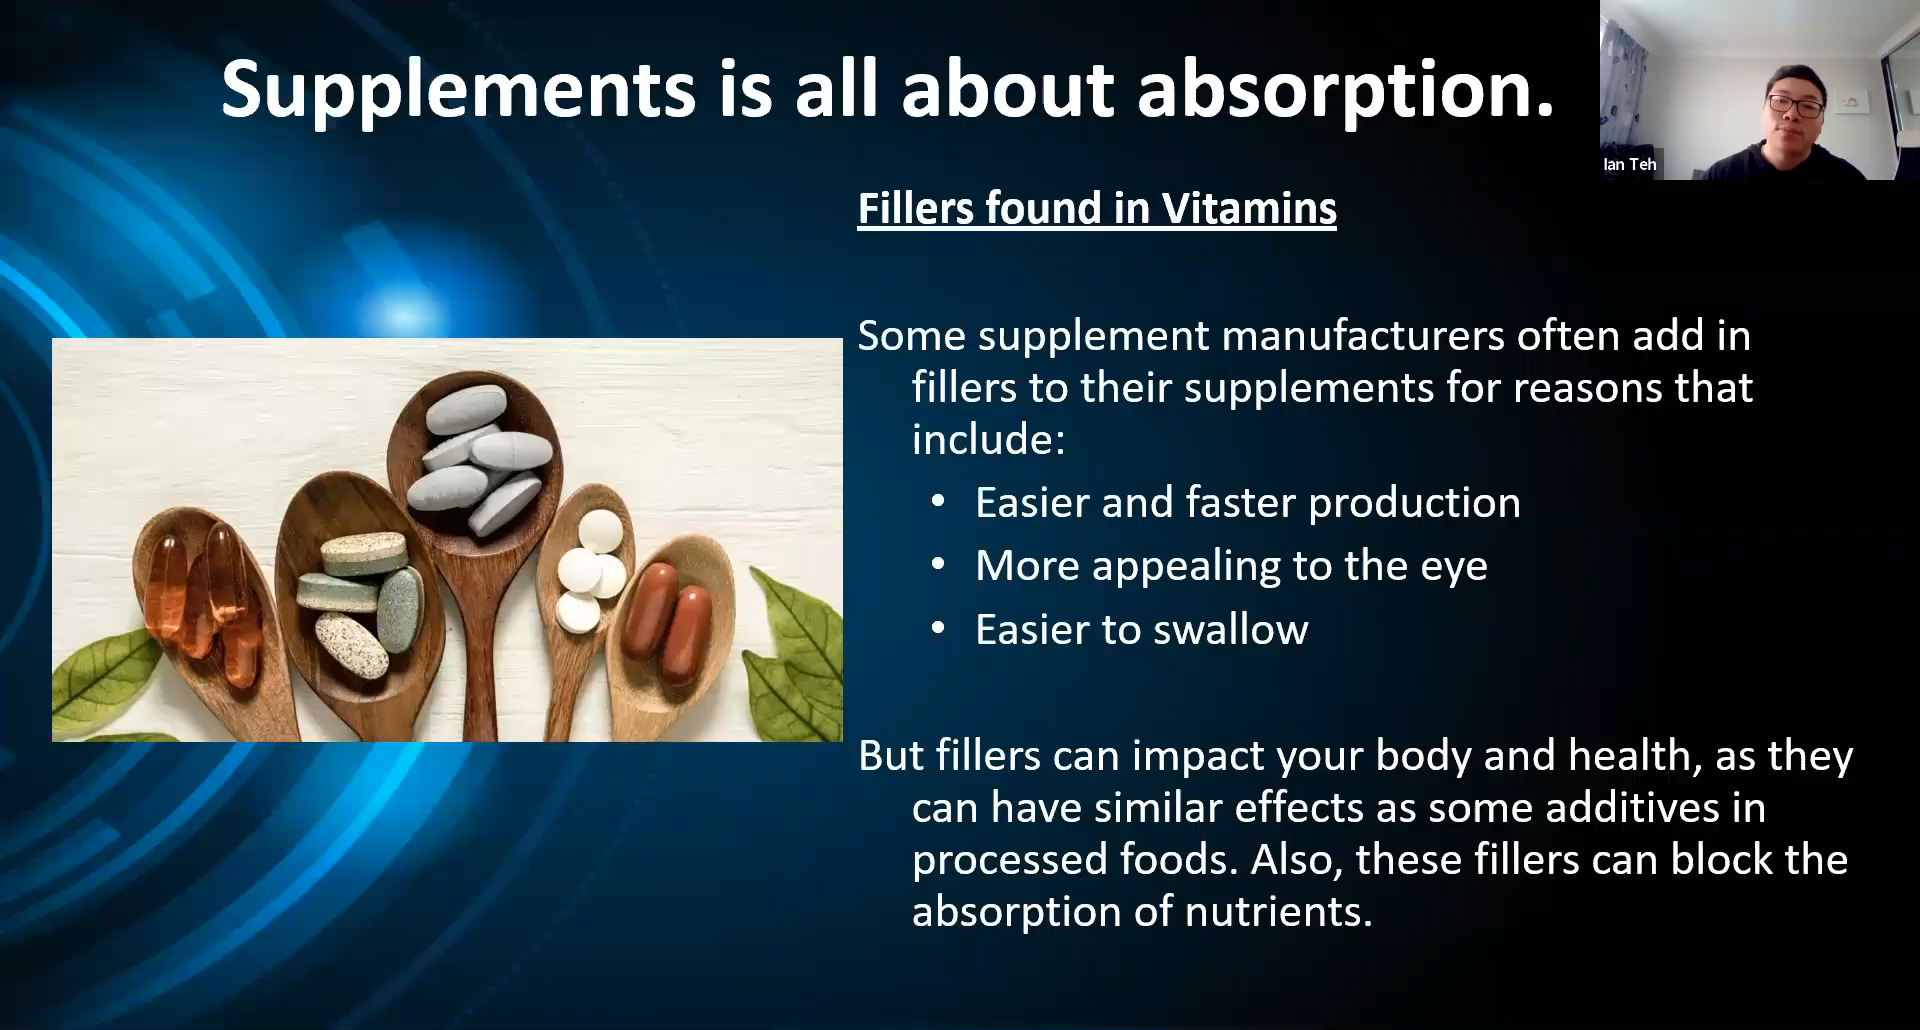 Supplements is all about absorption.
Ian Teh
Fillers found in Vitamins
Some supplement manufacturers often add in
fillers to their supplements for reasons that
include:
• Easier and faster production
• More appealing to the eye
• Easier to swallow
But fillers can impact your body and health, as they
can have similar effects as some additives in
processed foods. Also, these fillers can block the
absorption of nutrients.